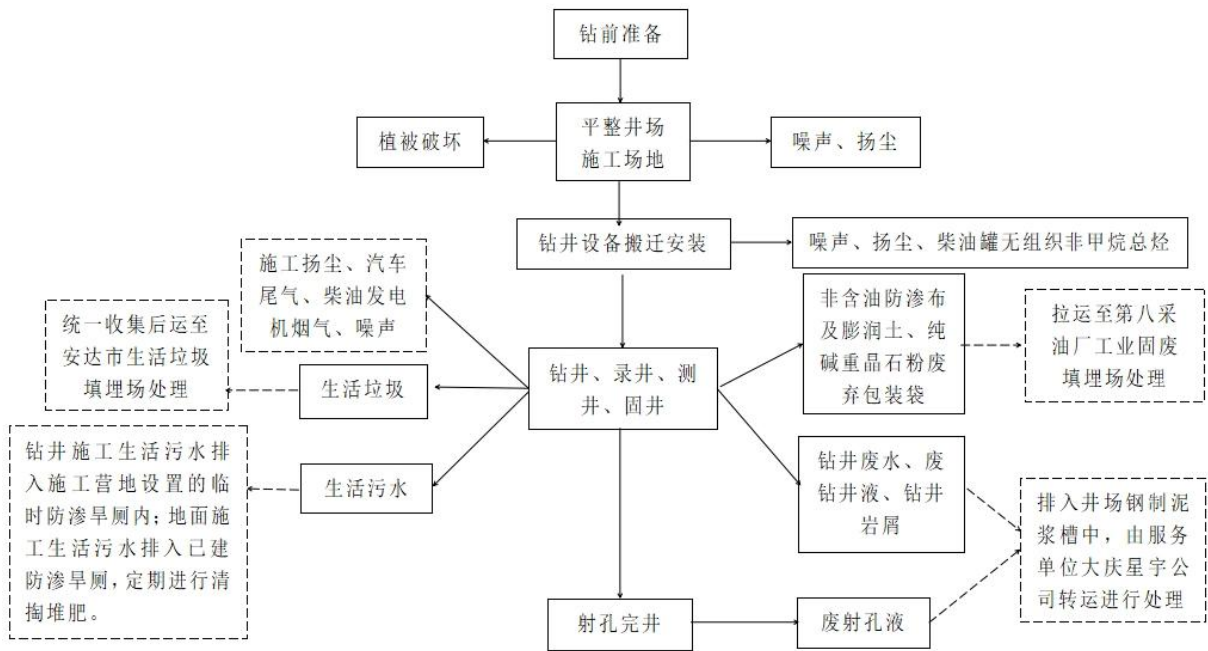 钻前准备
植被破坏
平整井场
施工场地
噪声、扬尘
钻井设备搬迁安装
噪声、扬尘、柴油罐无组织非甲烷总烃
施工扬尘、汽车
尾气、柴油发电
机烟气、噪声
统一收集后运至
安达市生活垃圾
填埋场处理
生活垃圾
钻井、录井、测
井、固井
非含油防渗布
及膨润土、纯
碱重晶石粉废
弃包装袋
拉运至第八采
油厂工业固废
填埋场处理
钻井施工生活污水排
入施工营地设置的临
时防渗旱厕内；地面施
工生活污水排入已建
防渗旱厕，定期进行清
掏堆肥。
生活污水
钻井废水、废
钻井液、钻井
岩屑
排入井场钢制泥
浆槽中，由服务
单位大庆星宇公
司转运进行处理
射孔完井
废射孔液